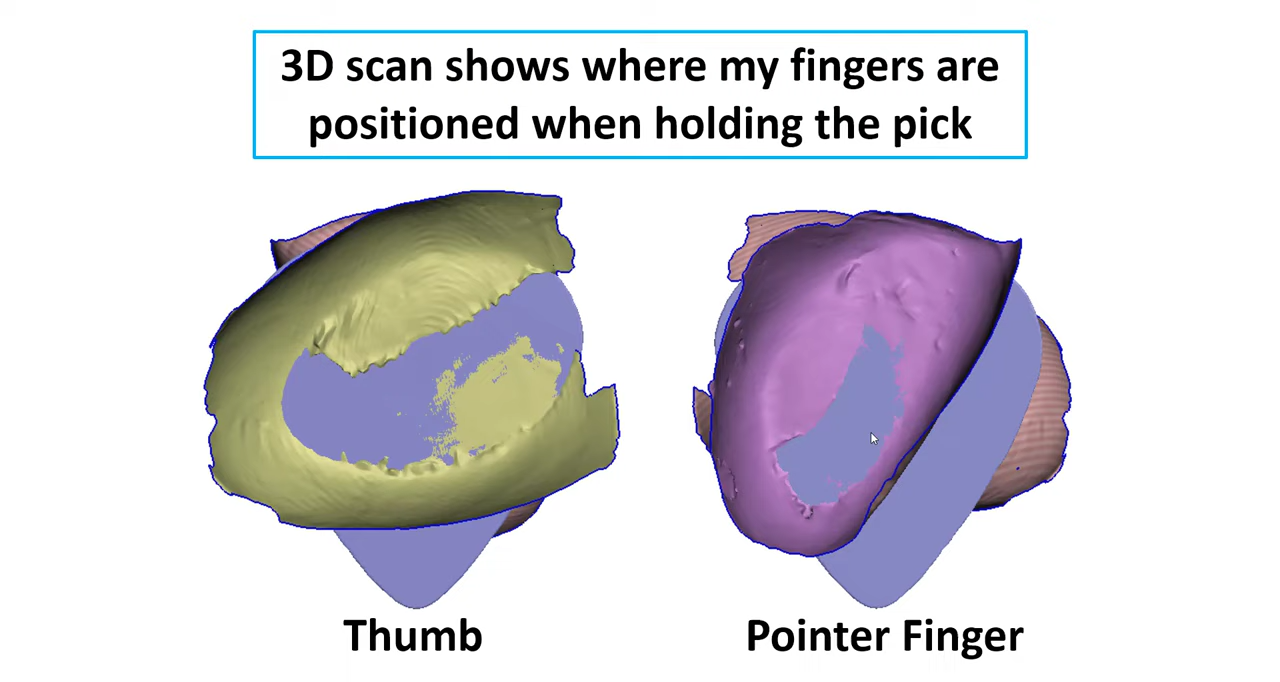 3D scan shows where my fingers are
positioned when holding the pick
Thumb
Pointer Finger